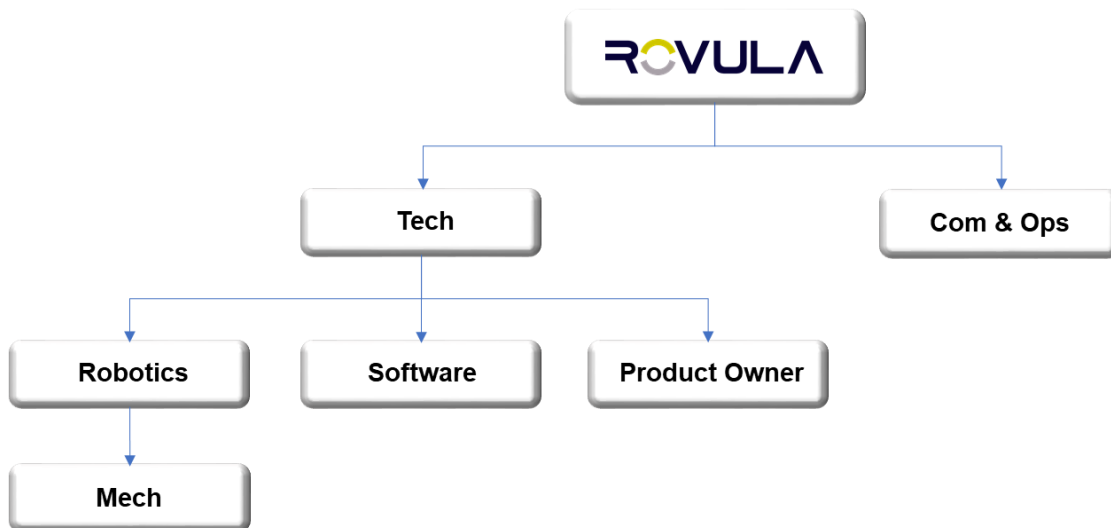 ROVULA
Tech
Com & Ops
Robotics
Software
Product Owner
Mech